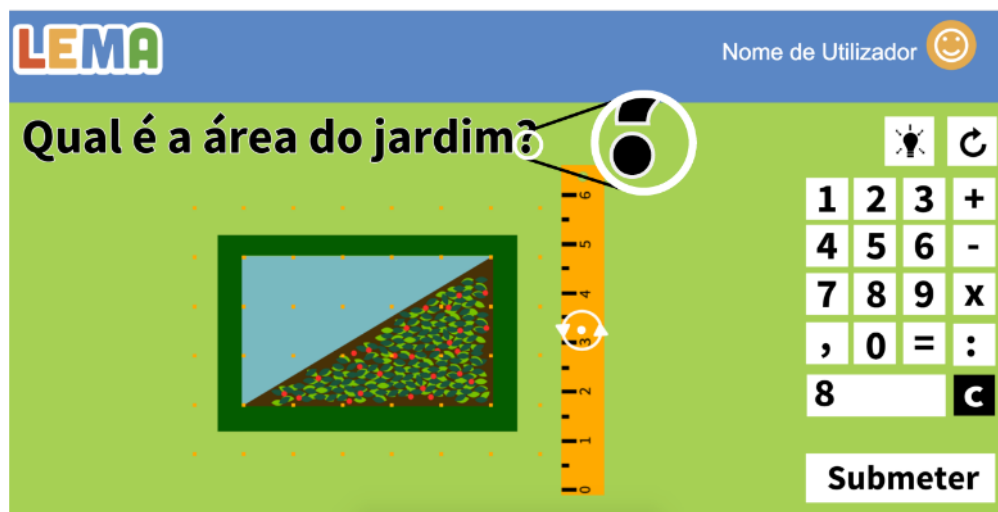 LEMA
Nome de Utilizador
Qual é a área do jardim?
6
5
4
3
2
1
0
1 2 3 +
4 5 6 -
7 8 9 x
, 0 = :
8 C
Submeter